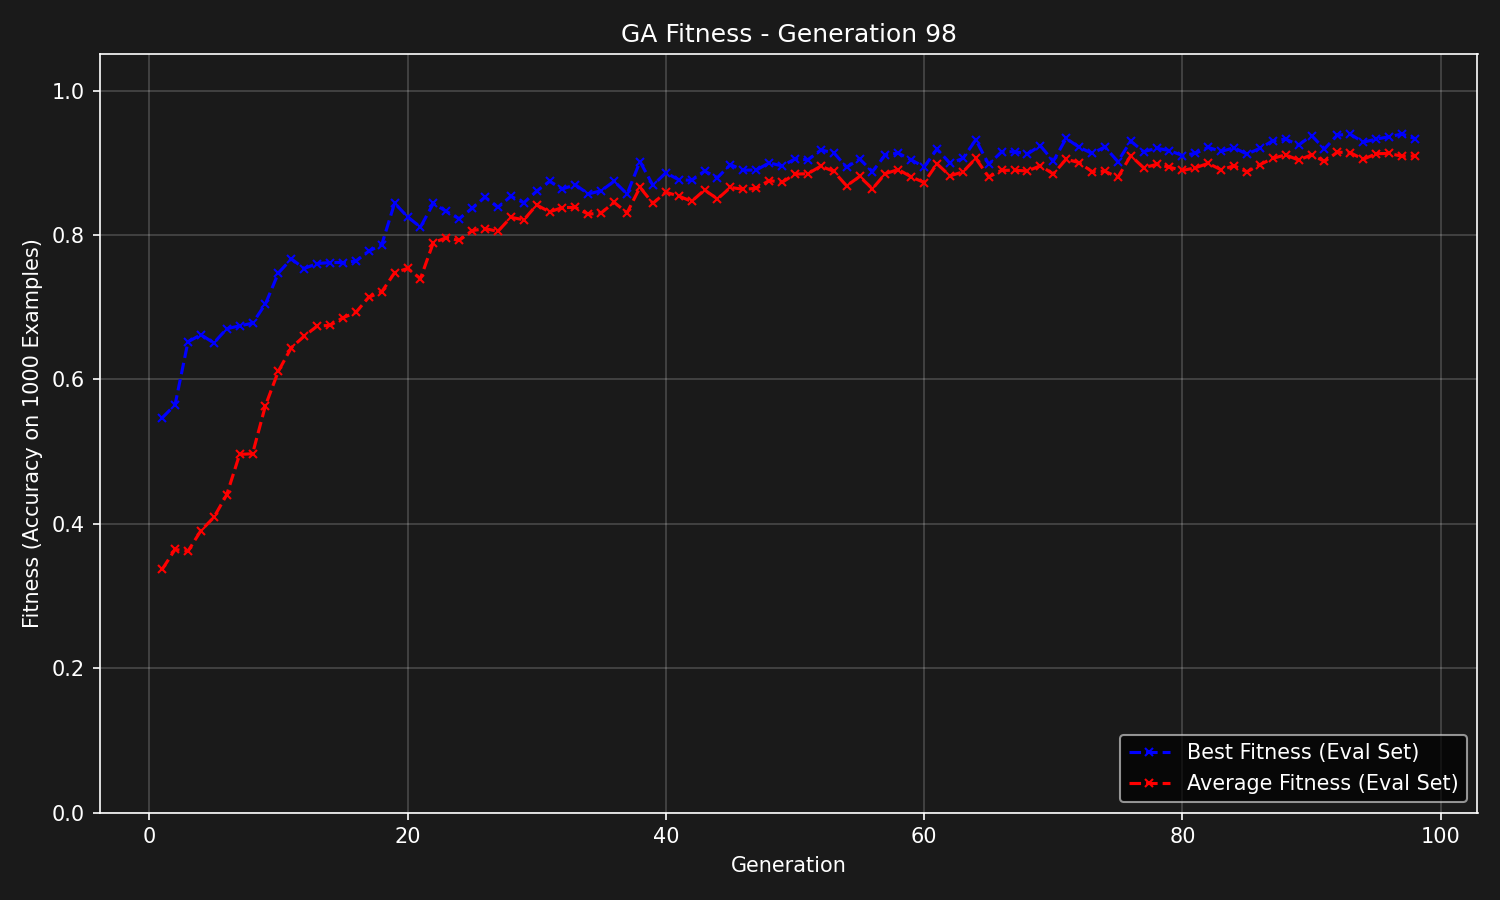 GA Fitness - Generation 98
Fitness (Accuracy on 1000 Examples)
1.0
0.8
0.6
0.4
0.2
0.0
0 20 40 60 80 100
Generation
Best Fitness (Eval Set)
Average Fitness (Eval Set)